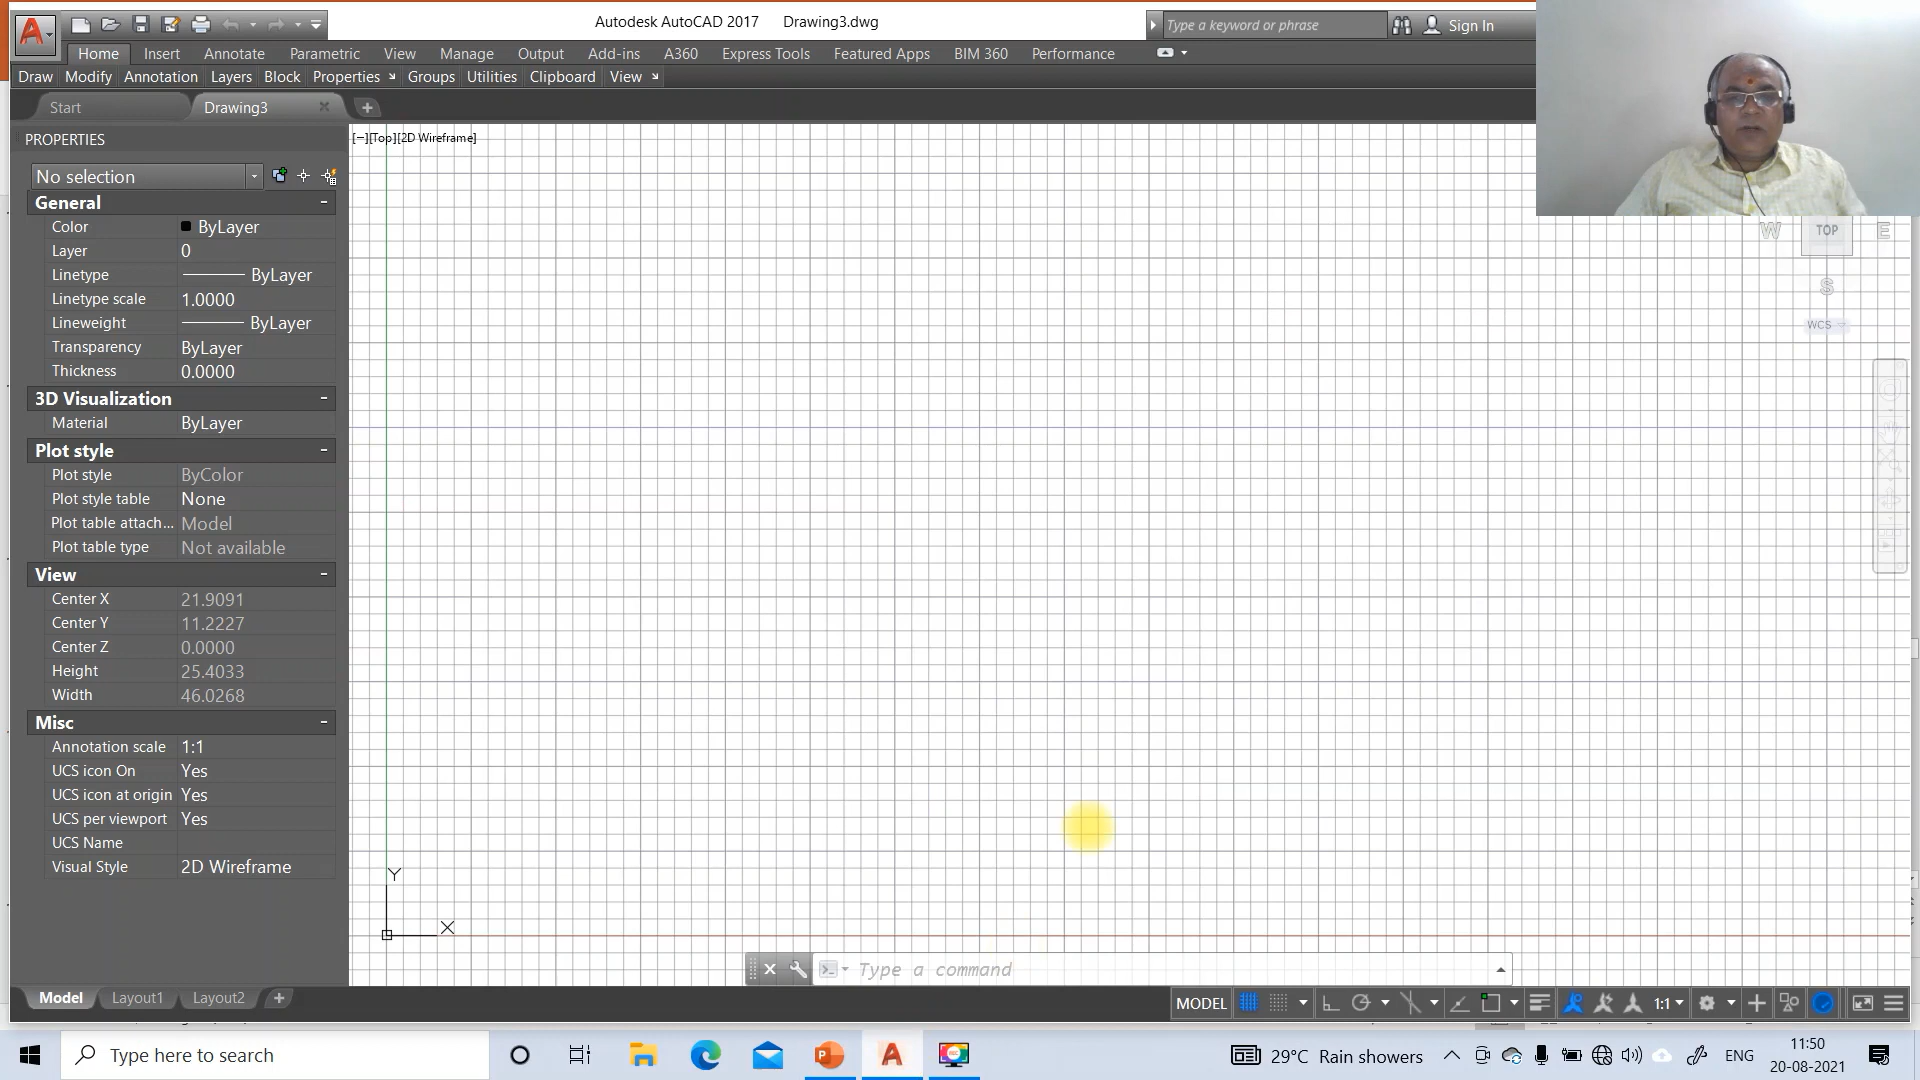 Autodesk AutoCAD 2017 Drawing3.dwg
Type a keyword or phrase
Sign In
Home Insert Annotate Parametric View Manage Output Add-ins A360 Express Tools Featured Apps BIM 360 Performance
Draw Modify Annotation Layers Block Properties Groups Utilities Clipboard View
Start
Drawing3
PROPERTIES
[−][Top][2D Wireframe]
No selection
General
Color ByLayer
Layer 0
Linetype ByLayer
Linetype scale 1.0000
Lineweight ByLayer
Transparency ByLayer
Thickness 0.0000
3D Visualization
Material ByLayer
Plot style
Plot style ByColor
Plot style table None
Plot table attach... Model
Plot table type Not available
View
Center X 21.9091
Center Y 11.2227
Center Z 0.0000
Height 25.4033
Width 46.0268
Misc
Annotation scale 1:1
UCS icon On Yes
UCS icon at origin Yes
UCS per viewport Yes
UCS Name
Visual Style 2D Wireframe
W TOP E
S
WCS
Y
X
Type a command
Model Layout1 Layout2
MODEL
1:1
Type here to search
29°C Rain showers
ENG
11:50
20-08-2021